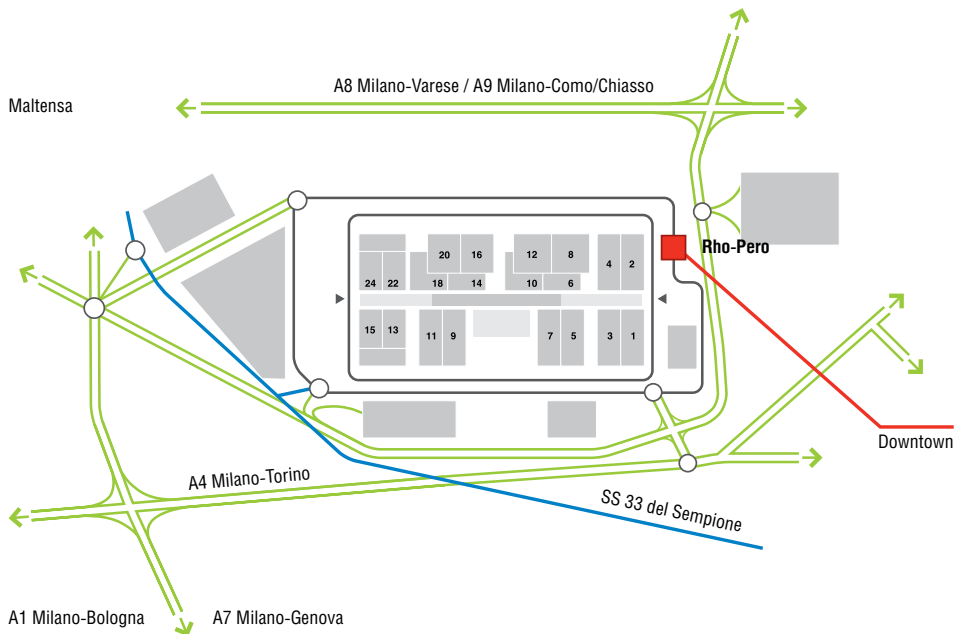 A8 Milano-Varese / A9 Milano-Como/Chiasso
Maltensa
Rho-Pero
20 16 12 8 4 2
24 22 18 14 10 6
15 13 11 9 7 5 3 1
Downtown
A4 Milano-Torino
SS 33 del Sempione
A1 Milano-Bologna
A7 Milano-Genova